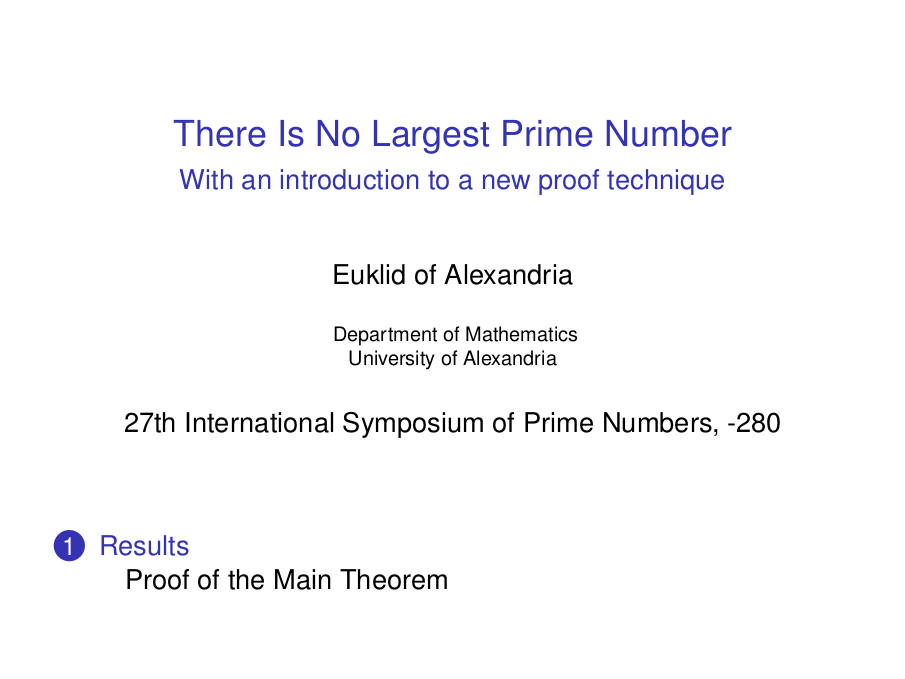 There Is No Largest Prime Number
With an introduction to a new proof technique
Euklid of Alexandria
Department of Mathematics
University of Alexandria
27th International Symposium of Prime Numbers, -280
1 Results
Proof of the Main Theorem